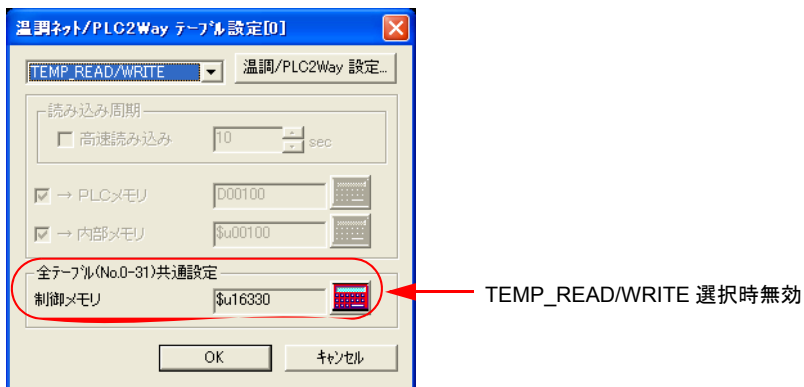 温調ネット/PLC2Way テーブル設定[0]
TEMP_READ/WRITE
温調/PLC2Way 設定...
読み込み周期
高速読み込み 10 sec
→ PLCメモリ D00100
→ 内部メモリ $u00100
全テーブル(No.0-31)共通設定
制御メモリ $u16330
TEMP_READ/WRITE 選択時無効
OK キャンセル